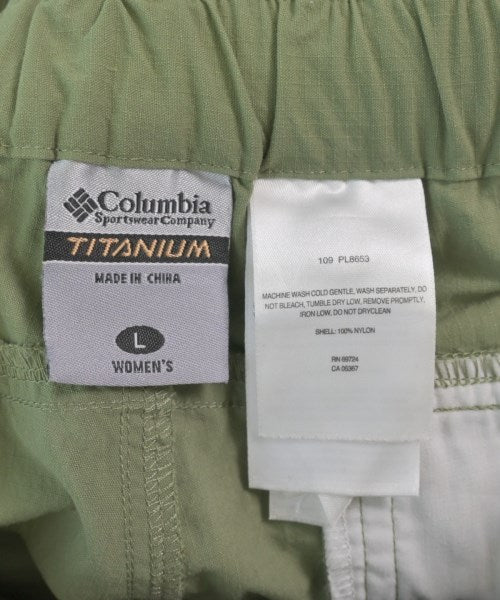 Columbia
Sportswear Company
TITANIUM
MADE IN CHINA
L
WOMEN'S
109 PL8653
MACHINE WASH COLD GENTLE, WASH SEPARATELY, DO
NOT BLEACH, TUMBLE DRY LOW, REMOVE PROMPTLY,
IRON LOW, DO NOT DRYCLEAN
SHELL: 100% NYLON
RN 69724
CA 05367